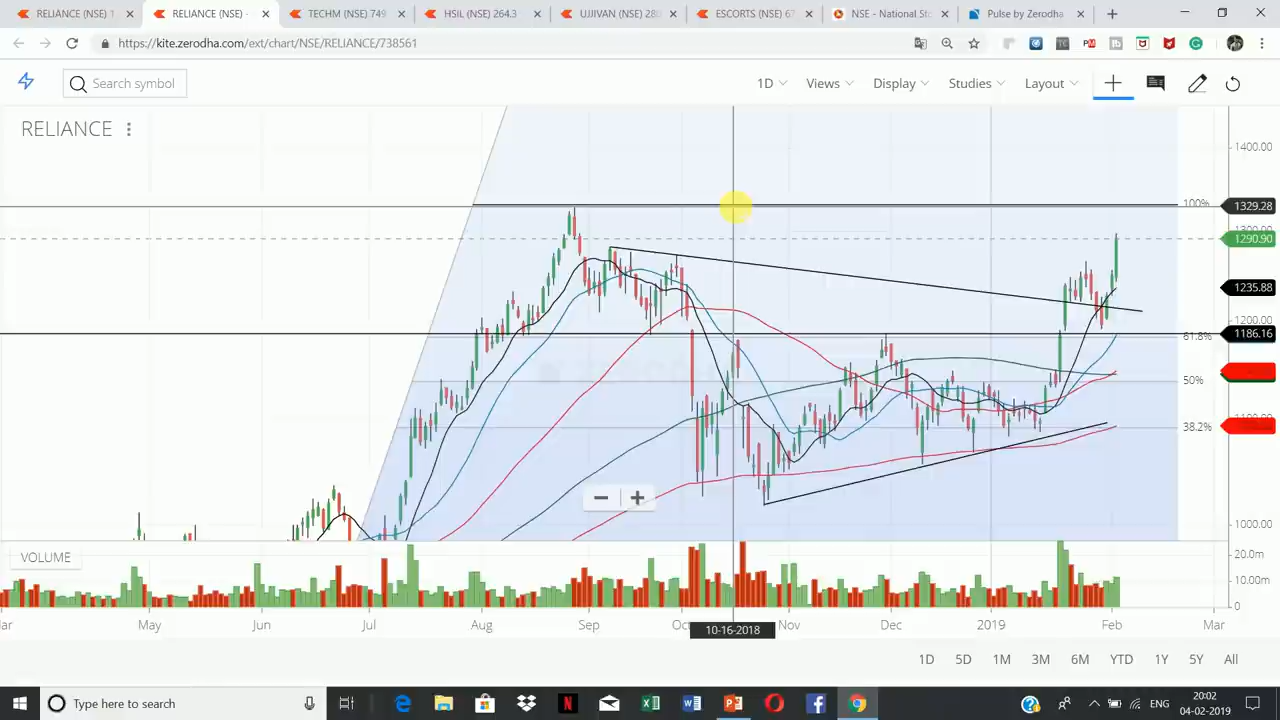 RELIANCE (NSE) 1
RELIANCE (NSE) -
TECHM (NSE) 749
HSIL (NSE) 264.3
UJJIVAN (NSE) 288
ESCORTS (NSE) 67
NSE - National Sto
Pulse by Zerodha
https://kite.zerodha.com/ext/chart/NSE/RELIANCE/738561
Search symbol
1D
Views
Display
Studies
Layout
RELIANCE
1400.00
100%
1329.28
1290.90
1235.88
1200.00
1186.16
61.8%
50%
38.2%
1000.00
VOLUME
20.0m
10.00m
0
May
Jun
Jul
Aug
Sep
10-16-2018
Nov
Dec
2019
Feb
Mar
1D
5D
1M
3M
6M
YTD
1Y
5Y
All
Type here to search
ENG
20:02
04-02-2019